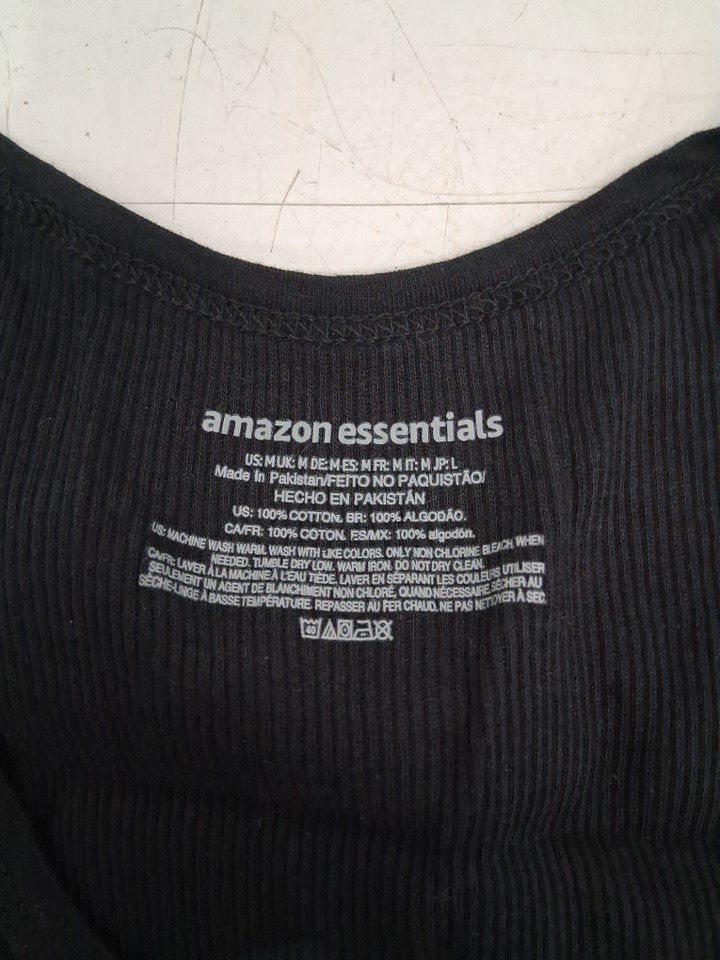 amazon essentials
US: M UK: M DE: M ES: M FR: M IT: M JP: L
Made in Pakistan/FEITO NO PAQUISTÃO/
HECHO EN PAKISTÁN
US: 100% COTTON. BR: 100% ALGODÃO.
CA/FR: 100% COTON. ES/MX: 100% algodón.
US: MACHINE WASH WARM. WASH WITH LIKE COLORS. ONLY NON CHLORINE BLEACH WHEN
NEEDED. TUMBLE DRY LOW. WARM IRON. DO NOT DRY CLEAN.
CA/FR: LAVER À LA MACHINE À L'EAU TIÈDE. LAVER EN SÉPARANT LES COULEURS UTILISER
SEULEMENT UN AGENT DE BLANCHIMENT NON CHLORÉ, QUAND NÉCESSAIRE. SÉCHER AU
SÈCHE-LINGE À BASSE TEMPÉRATURE. REPASSER AU FER CHAUD. NE PAS NETTOYER À SEC.
40